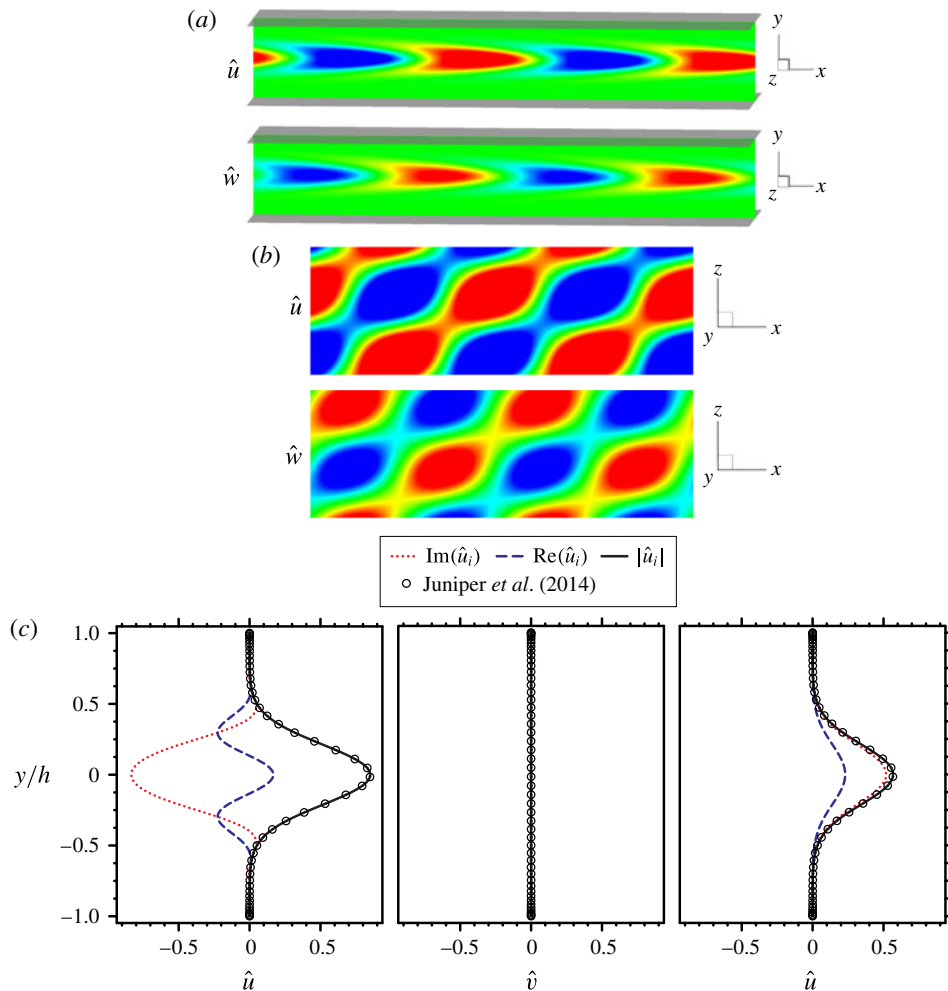 (a)
û
y
z
x
ŵ
y
z
x
(b)
û
z
y
x
ŵ
z
y
x
Im(ûᵢ) Re(ûᵢ) |ûᵢ|
Juniper et al. (2014)
(c)
y/h
1.0
0.5
0
−0.5
−1.0
−0.5 0 0.5
−0.5 0 0.5
−0.5 0 0.5
û
v̂
û